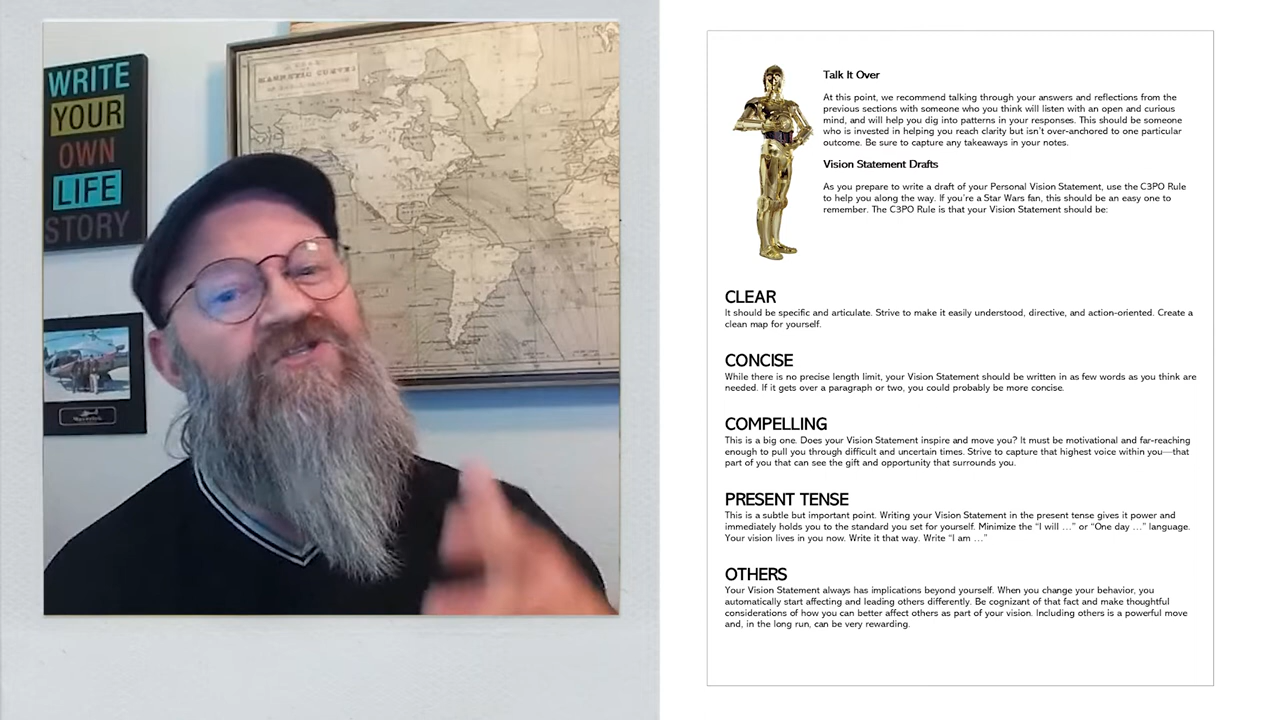 WRITE
YOUR
OWN
LIFE
STORY
MAGNETIC CURVES
Talk It Over
At this point, we recommend talking through your answers and reflections from the
previous sections with someone who you think will listen with an open and curious
mind, and will help you dig into patterns in your responses. This should be someone
who is invested in helping you reach clarity but isn't over-anchored to one particular
outcome. Be sure to capture any takeaways in your notes.
Vision Statement Drafts
As you prepare to write a draft of your Personal Vision Statement, use the C3PO Rule
to help you along the way. If you're a Star Wars fan, this should be an easy one to
remember. The C3PO Rule is that your Vision Statement should be:
CLEAR
It should be specific and articulate. Strive to make it easily understood, directive, and action-oriented. Create a
clean map for yourself.
CONCISE
While there is no precise length limit, your Vision Statement should be written in as few words as you think are
needed. If it gets over a paragraph or two, you could probably be more concise.
COMPELLING
This is a big one. Does your Vision Statement inspire and move you? It must be motivational and far-reaching
enough to pull you through difficult and uncertain times. Strive to capture that highest voice within you—that
part of you that can see the gift and opportunity that surrounds you.
PRESENT TENSE
This is a subtle but important point. Writing your Vision Statement in the present tense gives it power and
immediately holds you to the standard you set for yourself. Minimize the “I will …” or “One day …” language.
Your vision lives in you now. Write it that way. Write “I am …”
OTHERS
Your Vision Statement always has implications beyond yourself. When you change your behavior, you
automatically start affecting and leading others differently. Be cognizant of that fact and make thoughtful
considerations of how you can better affect others as part of your vision. Including others is a powerful move
and, in the long run, can be very rewarding.